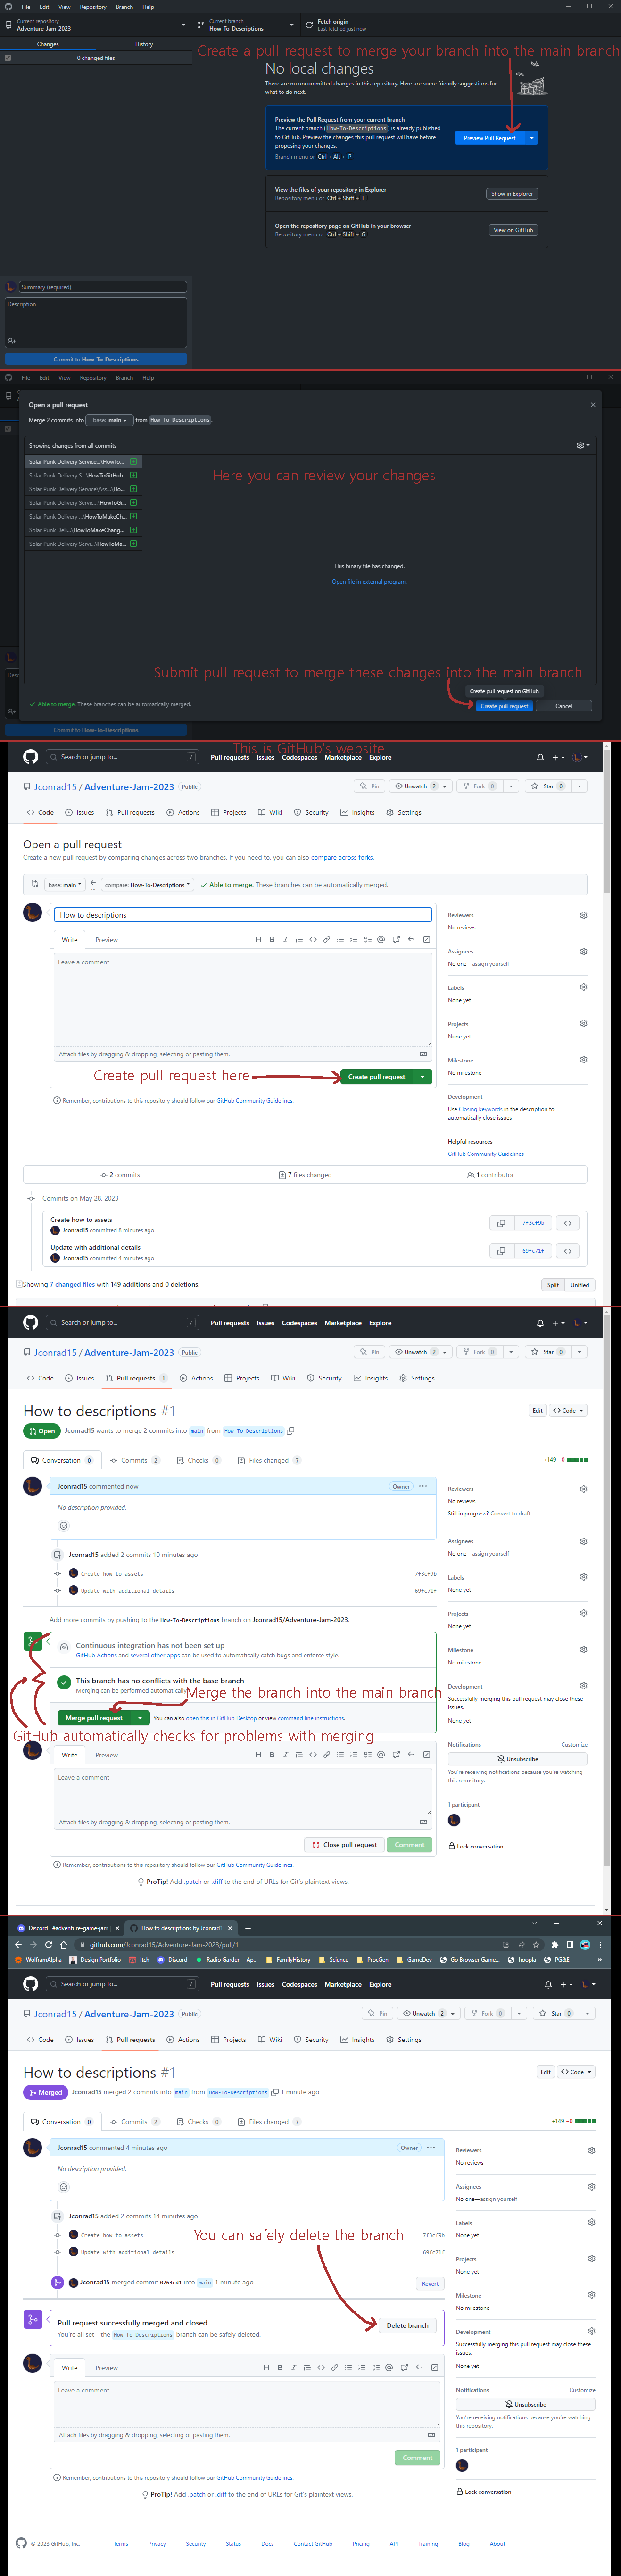 File Edit View Repository Branch Help
Current repository
Adventure-Jam-2023
Current branch
How-To-Descriptions
Fetch origin
Last fetched just now
Changes History
0 changed files
Create a pull request to merge your branch into the main branch
No local changes
There are no uncommitted changes in this repository. Here are some friendly suggestions for
what to do next.
Preview the Pull Request from your current branch
The current branch (How-To-Descriptions) is already published
to GitHub. Preview the changes this pull request will have before
proposing your changes.
Branch menu or Ctrl + Alt + P
Preview Pull Request
View the files of your repository in Explorer
Repository menu or Ctrl + Shift + F
Show in Explorer
Open the repository page on GitHub in your browser
Repository menu or Ctrl + Shift + G
View on GitHub
Summary (required)
Description
Commit to How-To-Descriptions
File Edit View Repository Branch Help
Open a pull request
Merge 2 commits into base: main from How-To-Descriptions.
Showing changes from all commits
Solar Punk Delivery Service...\HowTo...
Solar Punk Delivery S...\HowToGitHub...
Solar Punk Delivery Service\Ass...\Ho...
Solar Punk Delivery Servic...\HowToGi...
Solar Punk Delivery ...\HowToMakeCh...
Solar Punk Deli...\HowToMakeChang...
Solar Punk Delivery Servi...\HowToMa...
Here you can review your changes
This binary file has changed.
Open file in external program.
Submit pull request to merge these changes into the main branch
Create pull request on GitHub
Able to merge. These branches can be automatically merged.
Create pull request Cancel
Commit to How-To-Descriptions
This is GitHub's website
Search or jump to... /
Pull requests Issues Codespaces Marketplace Explore
Jconrad15 / Adventure-Jam-2023 Public
Pin Unwatch 2 Fork 0 Star 0
Code Issues Pull requests Actions Projects Wiki Security Insights Settings
Open a pull request
Create a new pull request by comparing changes across two branches. If you need to, you can also compare across forks.
base: main compare: How-To-Descriptions Able to merge. These branches can be automatically merged.
How to descriptions
Write Preview
Leave a comment
Attach files by dragging & dropping, selecting or pasting them.
Create pull request here
Create pull request
Remember, contributions to this repository should follow our GitHub Community Guidelines.
Reviewers
No reviews
Assignees
No one—assign yourself
Labels
None yet
Projects
None yet
Milestone
No milestone
Development
Use Closing keywords in the description to
automatically close issues
Helpful resources
GitHub Community Guidelines
2 commits 7 files changed 1 contributor
Commits on May 28, 2023
Create how to assets
Jconrad15 committed 8 minutes ago
7f3cf9b
Update with additional details
Jconrad15 committed 4 minutes ago
69fc71f
Showing 7 changed files with 149 additions and 0 deletions.
Split Unified
Search or jump to... /
Pull requests Issues Codespaces Marketplace Explore
Jconrad15 / Adventure-Jam-2023 Public
Pin Unwatch 2 Fork 0 Star 0
Code Issues Pull requests 1 Actions Projects Wiki Security Insights Settings
How to descriptions #1
Edit Code
Open Jconrad15 wants to merge 2 commits into main from How-To-Descriptions
Conversation 0 Commits 2 Checks 0 Files changed 7
+149 −0
Jconrad15 commented now
Owner
No description provided.
Jconrad15 added 2 commits 10 minutes ago
Create how to assets 7f3cf9b
Update with additional details 69fc71f
Add more commits by pushing to the How-To-Descriptions branch on Jconrad15/Adventure-Jam-2023.
Continuous integration has not been set up
GitHub Actions and several other apps can be used to automatically catch bugs and enforce style.
This branch has no conflicts with the base branch
Merging can be performed automatically.
Merge the branch into the main branch
Merge pull request
You can also open this in GitHub Desktop or view command line instructions.
GitHub automatically checks for problems with merging
Write Preview
Leave a comment
Attach files by dragging & dropping, selecting or pasting them.
Close pull request Comment
Remember, contributions to this repository should follow our GitHub Community Guidelines.
ProTip! Add .patch or .diff to the end of URLs for Git's plaintext views.
Reviewers
No reviews
Still in progress? Convert to draft
Assignees
No one—assign yourself
Labels
None yet
Projects
None yet
Milestone
No milestone
Development
Successfully merging this pull request may close these
issues.
None yet
Notifications Customize
Unsubscribe
You're receiving notifications because you're watching
this repository.
1 participant
Lock conversation
Discord | #adventure-game-jam
How to descriptions by Jconrad1
github.com/Jconrad15/Adventure-Jam-2023/pull/1
WolframAlpha Design Portfolio Itch Discord Radio Garden – Ap... FamilyHistory Science ProcGen GameDev Go Browser Game... hoopla PG&E
Search or jump to... /
Pull requests Issues Codespaces Marketplace Explore
Jconrad15 / Adventure-Jam-2023 Public
Pin Unwatch 2 Fork 0 Star 0
Code Issues Pull requests Actions Projects Wiki Security Insights Settings
How to descriptions #1
Edit Code
Merged Jconrad15 merged 2 commits into main from How-To-Descriptions 1 minute ago
Conversation 0 Commits 2 Checks 0 Files changed 7
+149 −0
Jconrad15 commented 4 minutes ago
Owner
No description provided.
Jconrad15 added 2 commits 14 minutes ago
Create how to assets 7f3cf9b
Update with additional details 69fc71f
You can safely delete the branch
Jconrad15 merged commit 0763cd1 into main 1 minute ago
Revert
Pull request successfully merged and closed
You're all set—the How-To-Descriptions branch can be safely deleted.
Delete branch
Write Preview
Leave a comment
Attach files by dragging & dropping, selecting or pasting them.
Comment
Remember, contributions to this repository should follow our GitHub Community Guidelines.
ProTip! Add .patch or .diff to the end of URLs for Git's plaintext views.
Reviewers
No reviews
Assignees
No one—assign yourself
Labels
None yet
Projects
None yet
Milestone
No milestone
Development
Successfully merging this pull request may close these
issues.
None yet
Notifications Customize
Unsubscribe
You're receiving notifications because you're watching
this repository.
1 participant
Lock conversation
© 2023 GitHub, Inc. Terms Privacy Security Status Docs Contact GitHub Pricing API Training Blog About